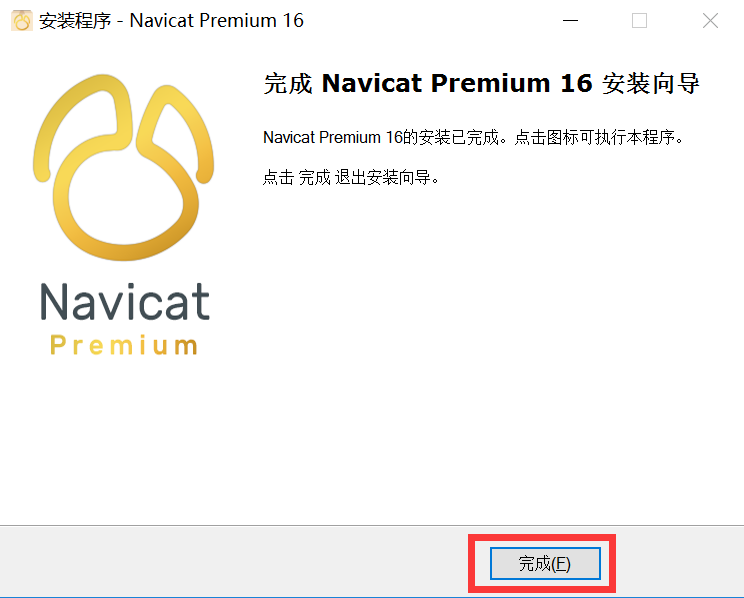 安装程序 - Navicat Premium 16
完成 Navicat Premium 16 安装向导
Navicat Premium 16的安装已完成。点击图标可执行本程序。
点击 完成 退出安装向导。
Navicat
Premium
完成(F)